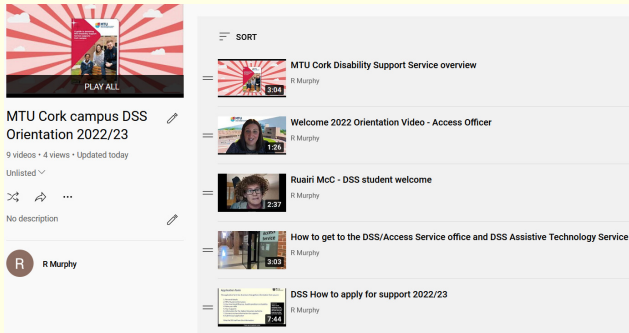 PLAY ALL
MTU Cork campus DSS
Orientation 2022/23
9 videos • 4 views • Updated today
Unlisted
No description
R
R Murphy
SORT
3:04
MTU Cork Disability Support Service overview
R Murphy
1:26
Welcome 2022 Orientation Video - Access Officer
R Murphy
2:37
Ruairi McC - DSS student welcome
R Murphy
3:03
How to get to the DSS/Access Service office and DSS Assistive Technology Service
R Murphy
7:44
DSS How to apply for support 2022/23
R Murphy